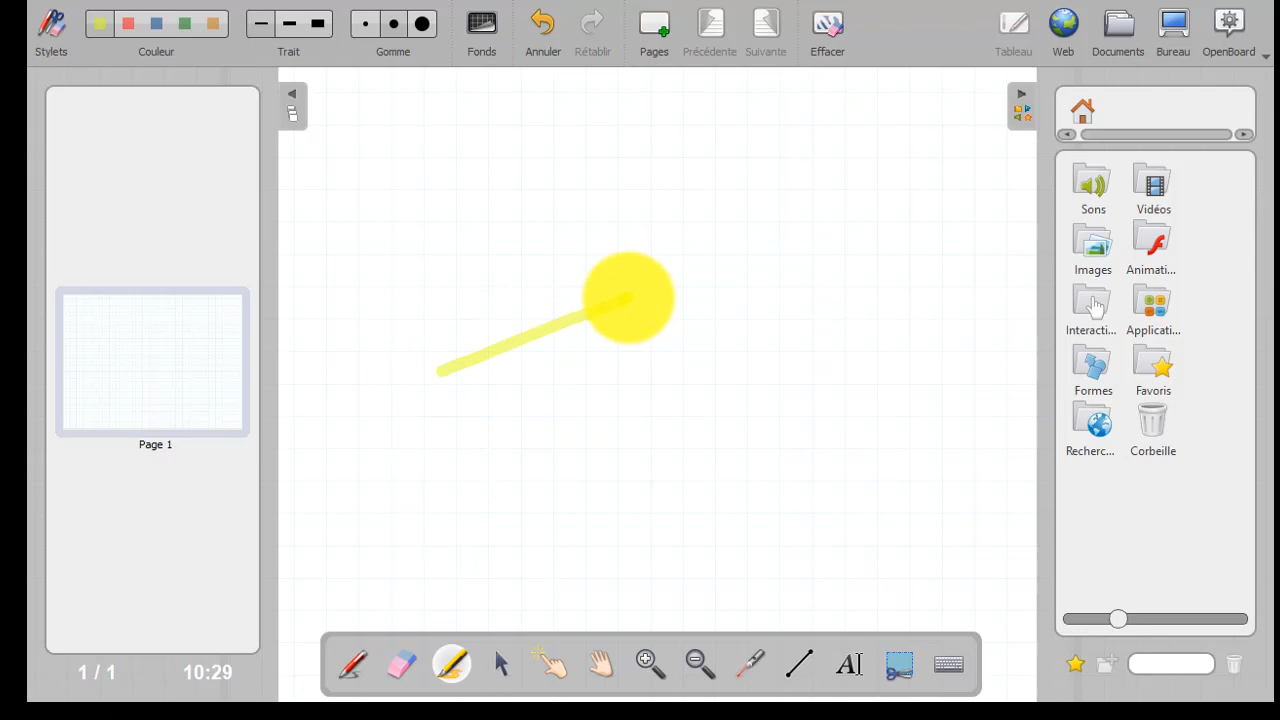 Stylets
Couleur
Trait
Gomme
Fonds
Annuler
Rétablir
Pages
Précédente
Suivante
Effacer
Tableau
Web
Documents
Bureau
OpenBoard
Page 1
1 / 1
10:29
Sons
Vidéos
Images
Animati...
Interacti...
Applicati...
Formes
Favoris
Recherc...
Corbeille
A